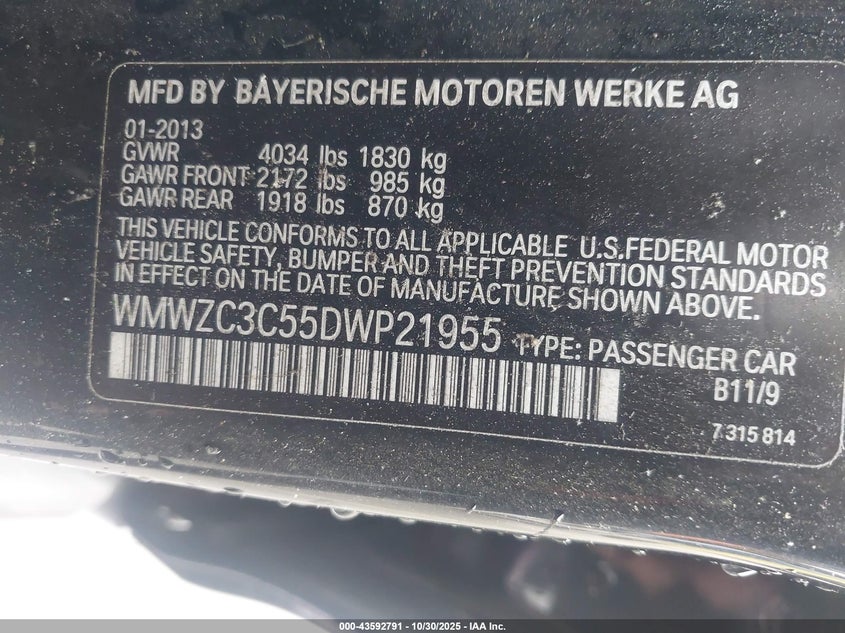 MFD BY BAYERISCHE MOTOREN WERKE AG
01-2013
GVWR 4034 lbs 1830 kg
GAWR FRONT 2172 lbs 985 kg
GAWR REAR 1918 lbs 870 kg
THIS VEHICLE CONFORMS TO ALL APPLICABLE U.S.FEDERAL MOTOR
VEHICLE SAFETY, BUMPER AND THEFT PREVENTION STANDARDS
IN EFFECT ON THE DATE OF MANUFACTURE SHOWN ABOVE.
WMWZC3C55DWP21955 TYPE: PASSENGER CAR
B11/9
7 315 814
000-43592791 - 10/30/2025 - IAA Inc.